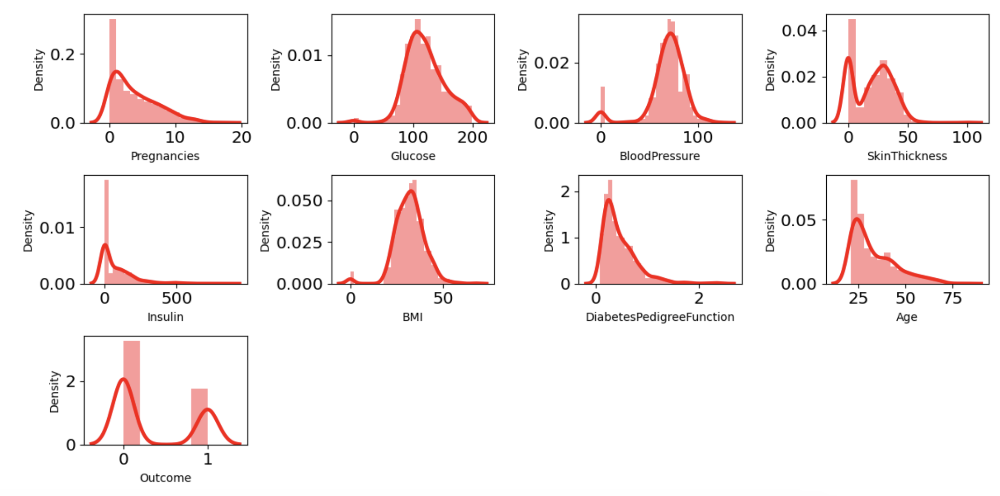 Density
0.2
0.0
0 10 20
Pregnancies
Density
0.01
0.00
0 100 200
Glucose
Density
0.02
0.00
0 100
BloodPressure
Density
0.04
0.02
0.00
0 50 100
SkinThickness
Density
0.01
0.00
0 500
Insulin
Density
0.050
0.025
0.000
0 50
BMI
Density
2
1
0
0 2
DiabetesPedigreeFunction
Density
0.05
0.00
25 50 75
Age
Density
2
0
0 1
Outcome